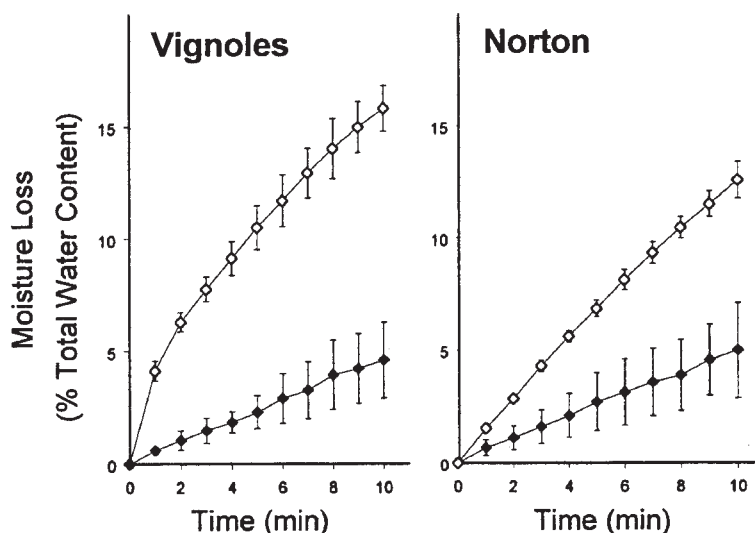 Vignoles
Norton
Moisture Loss
(% Total Water Content)
15
10
5
0
0 2 4 6 8 10
Time (min)
15
10
5
0
0 2 4 6 8 10
Time (min)